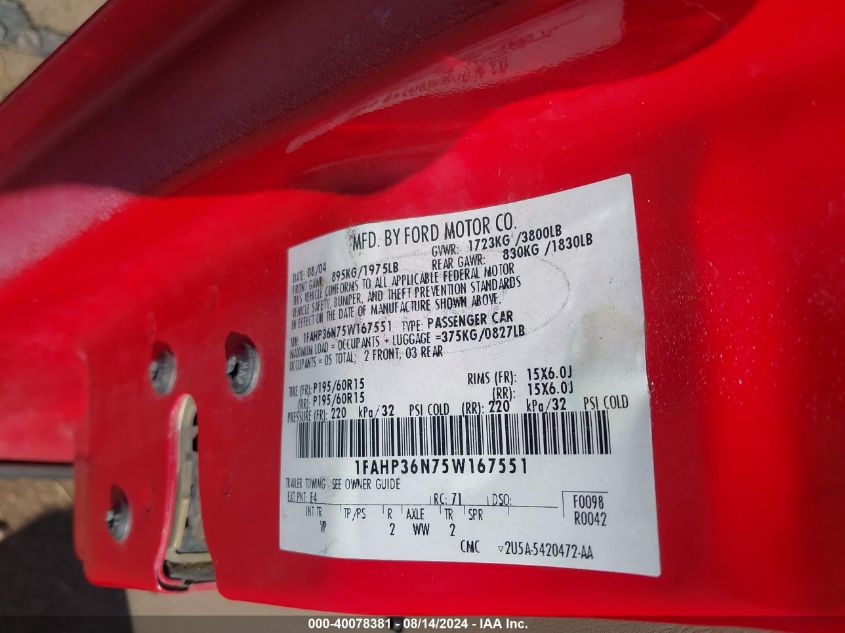 MFD. BY FORD MOTOR CO.
DATE: 08/04 GVWR: 1723KG /3800LB
FRONT GAWR: 895KG/1975LB REAR GAWR: 830KG /1830LB
THIS VEHICLE CONFORMS TO ALL APPLICABLE FEDERAL MOTOR
VEHICLE SAFETY, BUMPER, AND THEFT PREVENTION STANDARDS
IN EFFECT ON THE DATE OF MANUFACTURE SHOWN ABOVE.
VIN: 1FAHP36N75W167551 TYPE: PASSENGER CAR
MAXIMUM LOAD = OCCUPANTS + LUGGAGE =375KG/0827LB
OCCUPANTS = 05 TOTAL; 2 FRONT, 03 REAR
TIRE (FR): P195/60R15 RIMS (FR): 15X6.0J
(RR): P195/60R15 (RR): 15X6.0J
PRESSURE (FR): 220 kPa/32 PSI COLD (RR): 220 kPa/32 PSI COLD
1FAHP36N75W167551
TRAILER TOWING - SEE OWNER GUIDE
EXT PNT: E4 RC: 71 DSO: F0098
INT TR TP/PS R AXLE TR SPR R0042
YP 2 WW 2
CMC ▽2U5A-5420472-AA
000-40078381 - 08/14/2024 - IAA Inc.